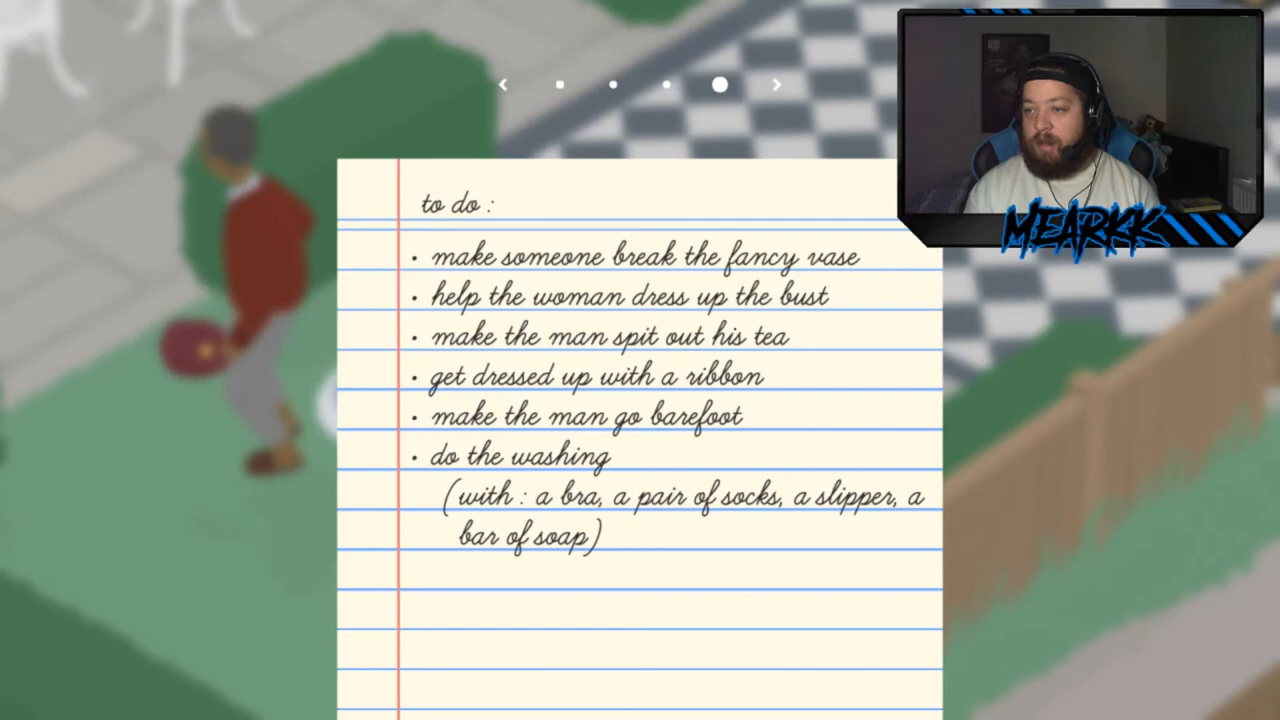 to do :
• make someone break the fancy vase
• help the woman dress up the bust
• make the man spit out his tea
• get dressed up with a ribbon
• make the man go barefoot
• do the washing
(with : a bra, a pair of socks, a slipper, a
bar of soap)
MEARKK